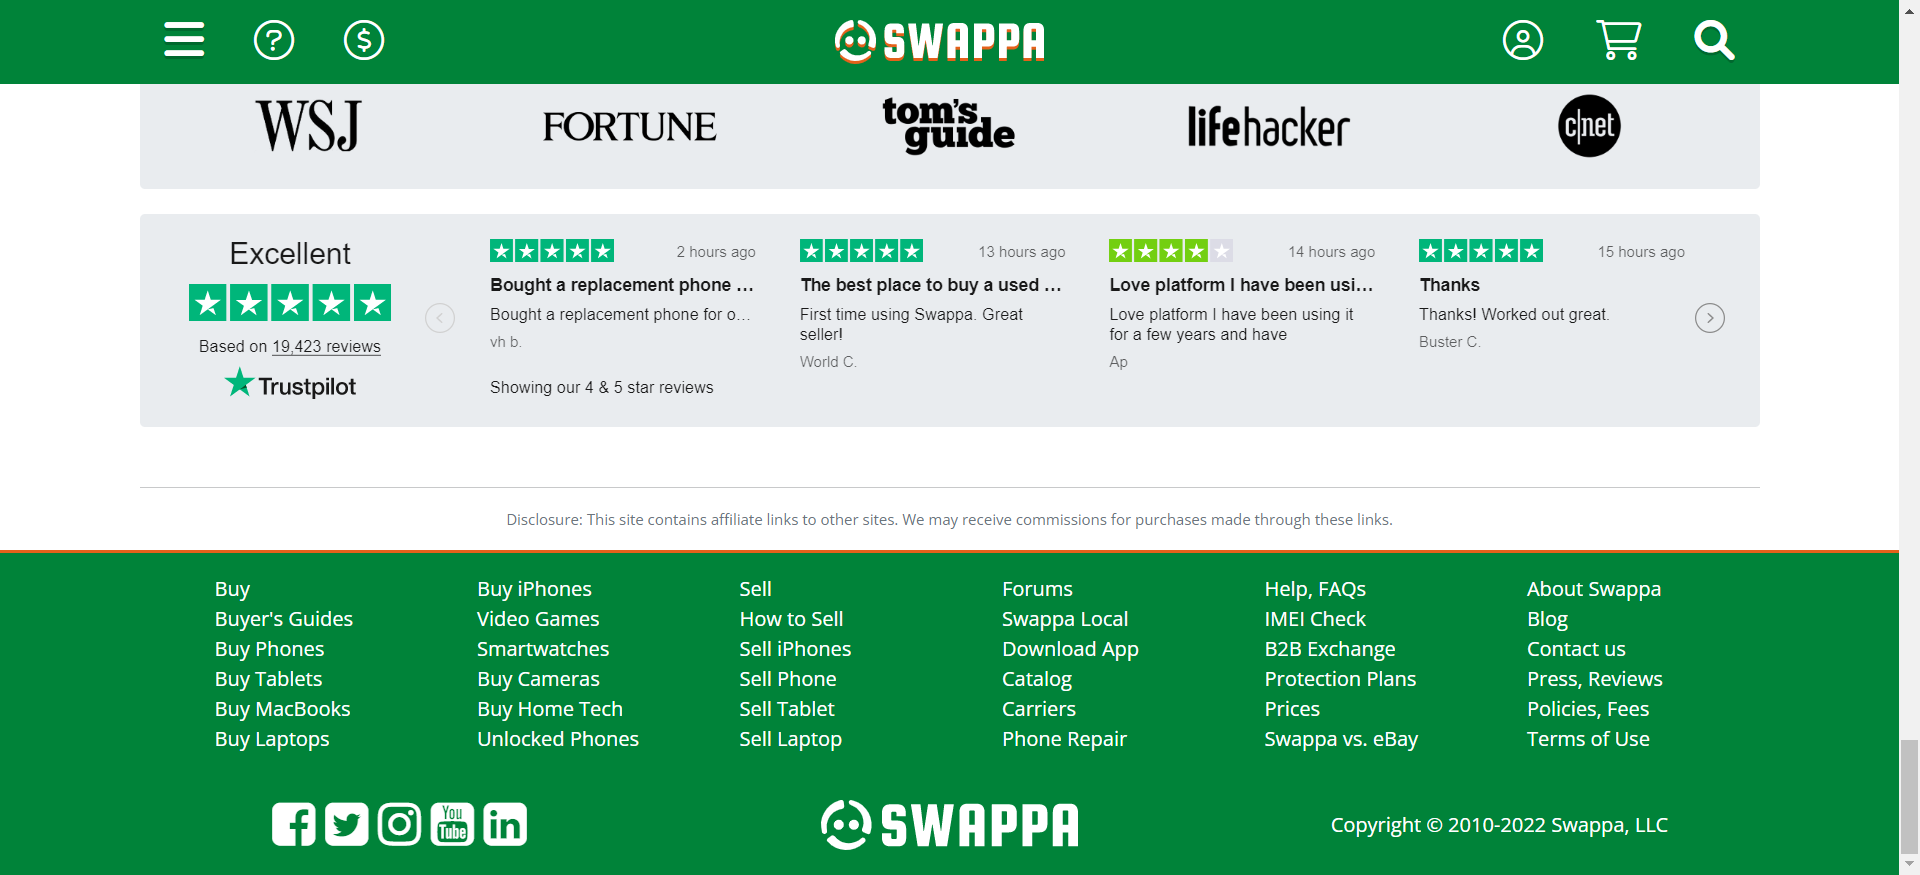 SWAPPA
WSJ
FORTUNE
tom's guide
lifehacker
c|net
Excellent
Based on 19,423 reviews
Trustpilot
2 hours ago
Bought a replacement phone ...
Bought a replacement phone for o...
vh b.
13 hours ago
The best place to buy a used ...
First time using Swappa. Great
seller!
World C.
14 hours ago
Love platform I have been usi...
Love platform I have been using it
for a few years and have
Ap
15 hours ago
Thanks
Thanks! Worked out great.
Buster C.
Showing our 4 & 5 star reviews
Disclosure: This site contains affiliate links to other sites. We may receive commissions for purchases made through these links.
Buy
Buyer's Guides
Buy Phones
Buy Tablets
Buy MacBooks
Buy Laptops
Buy iPhones
Video Games
Smartwatches
Buy Cameras
Buy Home Tech
Unlocked Phones
Sell
How to Sell
Sell iPhones
Sell Phone
Sell Tablet
Sell Laptop
Forums
Swappa Local
Download App
Catalog
Carriers
Phone Repair
Help, FAQs
IMEI Check
B2B Exchange
Protection Plans
Prices
Swappa vs. eBay
About Swappa
Blog
Contact us
Press, Reviews
Policies, Fees
Terms of Use
You
Tube
in
SWAPPA
Copyright © 2010-2022 Swappa, LLC